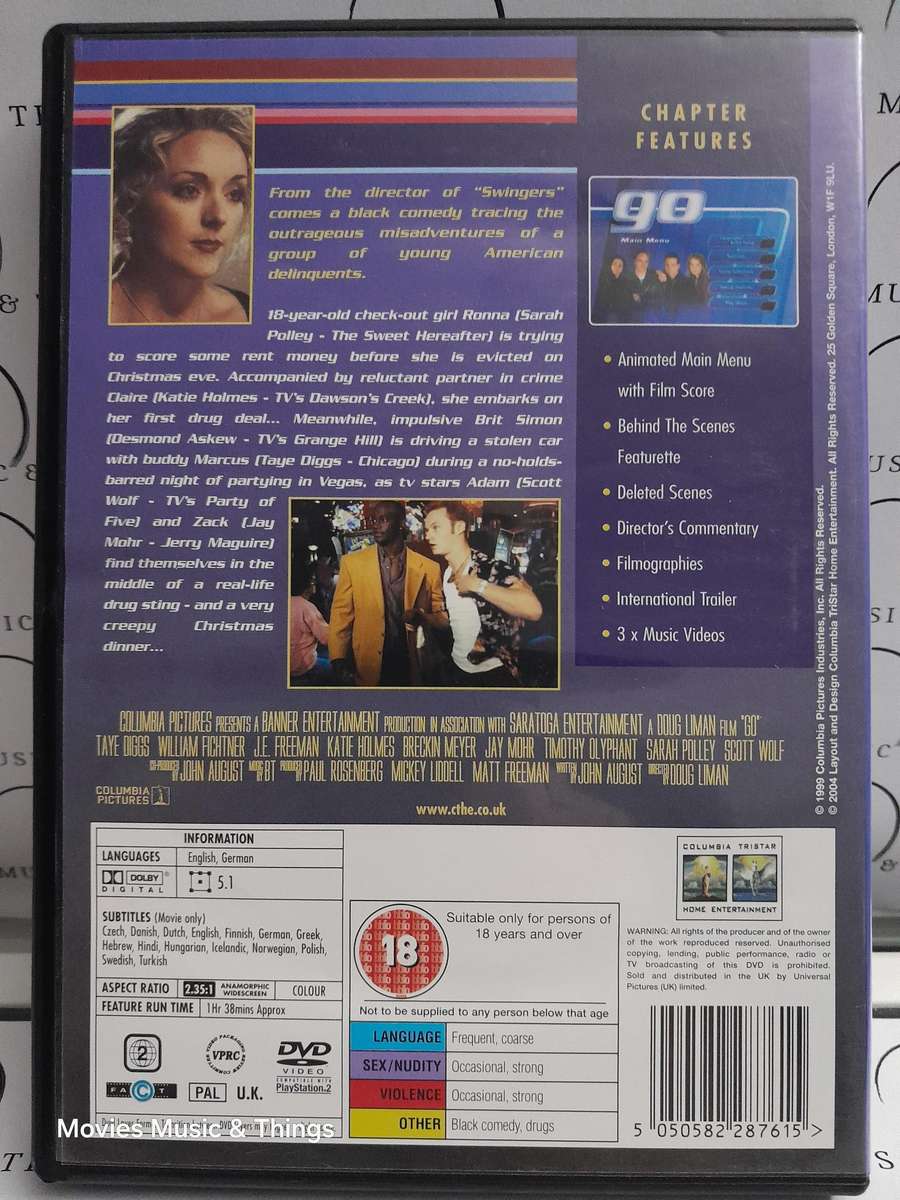 CHAPTER
FEATURES
From the director of "Swingers"
comes a black comedy tracing the
outrageous misadventures of a
group of young American
delinquents.
18-year-old check-out girl Ronna (Sarah
Polley - The Sweet Hereafter) is trying
to score some rent money before she is evicted on
Christmas eve. Accompanied by reluctant partner in crime
Claire (Katie Holmes - TV's Dawson's Creek), she embarks on
her first drug deal... Meanwhile, impulsive Brit Simon
(Desmond Askew - TV's Grange Hill) is driving a stolen car
with buddy Marcus (Taye Diggs - Chicago) during a no-holds-
barred night of partying in Vegas, as tv stars Adam (Scott
Wolf - TV's Party of
Five) and Zack (Jay
Mohr - Jerry Maguire)
find themselves in the
middle of a real-life
drug sting - and a very
creepy Christmas
dinner...
go
Main Menu
• Animated Main Menu
with Film Score
• Behind The Scenes
Featurette
• Deleted Scenes
• Director's Commentary
• Filmographies
• International Trailer
• 3 x Music Videos
© 1999 Columbia Pictures Industries, Inc. All Rights Reserved.
© 2004 Layout and Design Columbia TriStar Home Entertainment. All Rights Reserved. 25 Golden Square, London, W1F 9LU.
COLUMBIA PICTURES PRESENTS A BANNER ENTERTAINMENT PRODUCTION IN ASSOCIATION WITH SARATOGA ENTERTAINMENT A DOUG LIMAN FILM "GO"
TAYE DIGGS WILLIAM FICHTNER J.E. FREEMAN KATIE HOLMES BRECKIN MEYER JAY MOHR TIMOTHY OLYPHANT SARAH POLLEY SCOTT WOLF
CO-PRODUCED BY JOHN AUGUST MUSIC BY BT PRODUCED BY PAUL ROSENBERG MICKEY LIDDELL MATT FREEMAN WRITTEN BY JOHN AUGUST DIRECTED BY DOUG LIMAN
COLUMBIA
PICTURES
www.cthe.co.uk
INFORMATION
LANGUAGES English, German
DOLBY
DIGITAL
5.1
SUBTITLES (Movie only)
Czech, Danish, Dutch, English, Finnish, German, Greek,
Hebrew, Hindi, Hungarian, Icelandic, Norwegian, Polish,
Swedish, Turkish
ASPECT RATIO 2.35:1 ANAMORPHIC WIDESCREEN COLOUR
FEATURE RUN TIME 1Hr 38mins Approx
2
VIDEO PACKAGING REVIEW COMMITTEE
VPRC
DVD
VIDEO
COMPATIBLE WITH
PlayStation.2
FACT
PAL U.K.
18
Suitable only for persons of
18 years and over
Not to be supplied to any person below that age
LANGUAGE Frequent, coarse
SEX/NUDITY Occasional, strong
VIOLENCE Occasional, strong
OTHER Black comedy, drugs
COLUMBIA TRISTAR
HOME ENTERTAINMENT
WARNING: All rights of the producer and of the owner
of the work reproduced reserved. Unauthorised
copying, lending, public performance, radio or
TV broadcasting of this DVD is prohibited.
Sold and distributed in the UK by Universal
Pictures (UK) limited.
5 050582 287615 >
Movies Music & Things